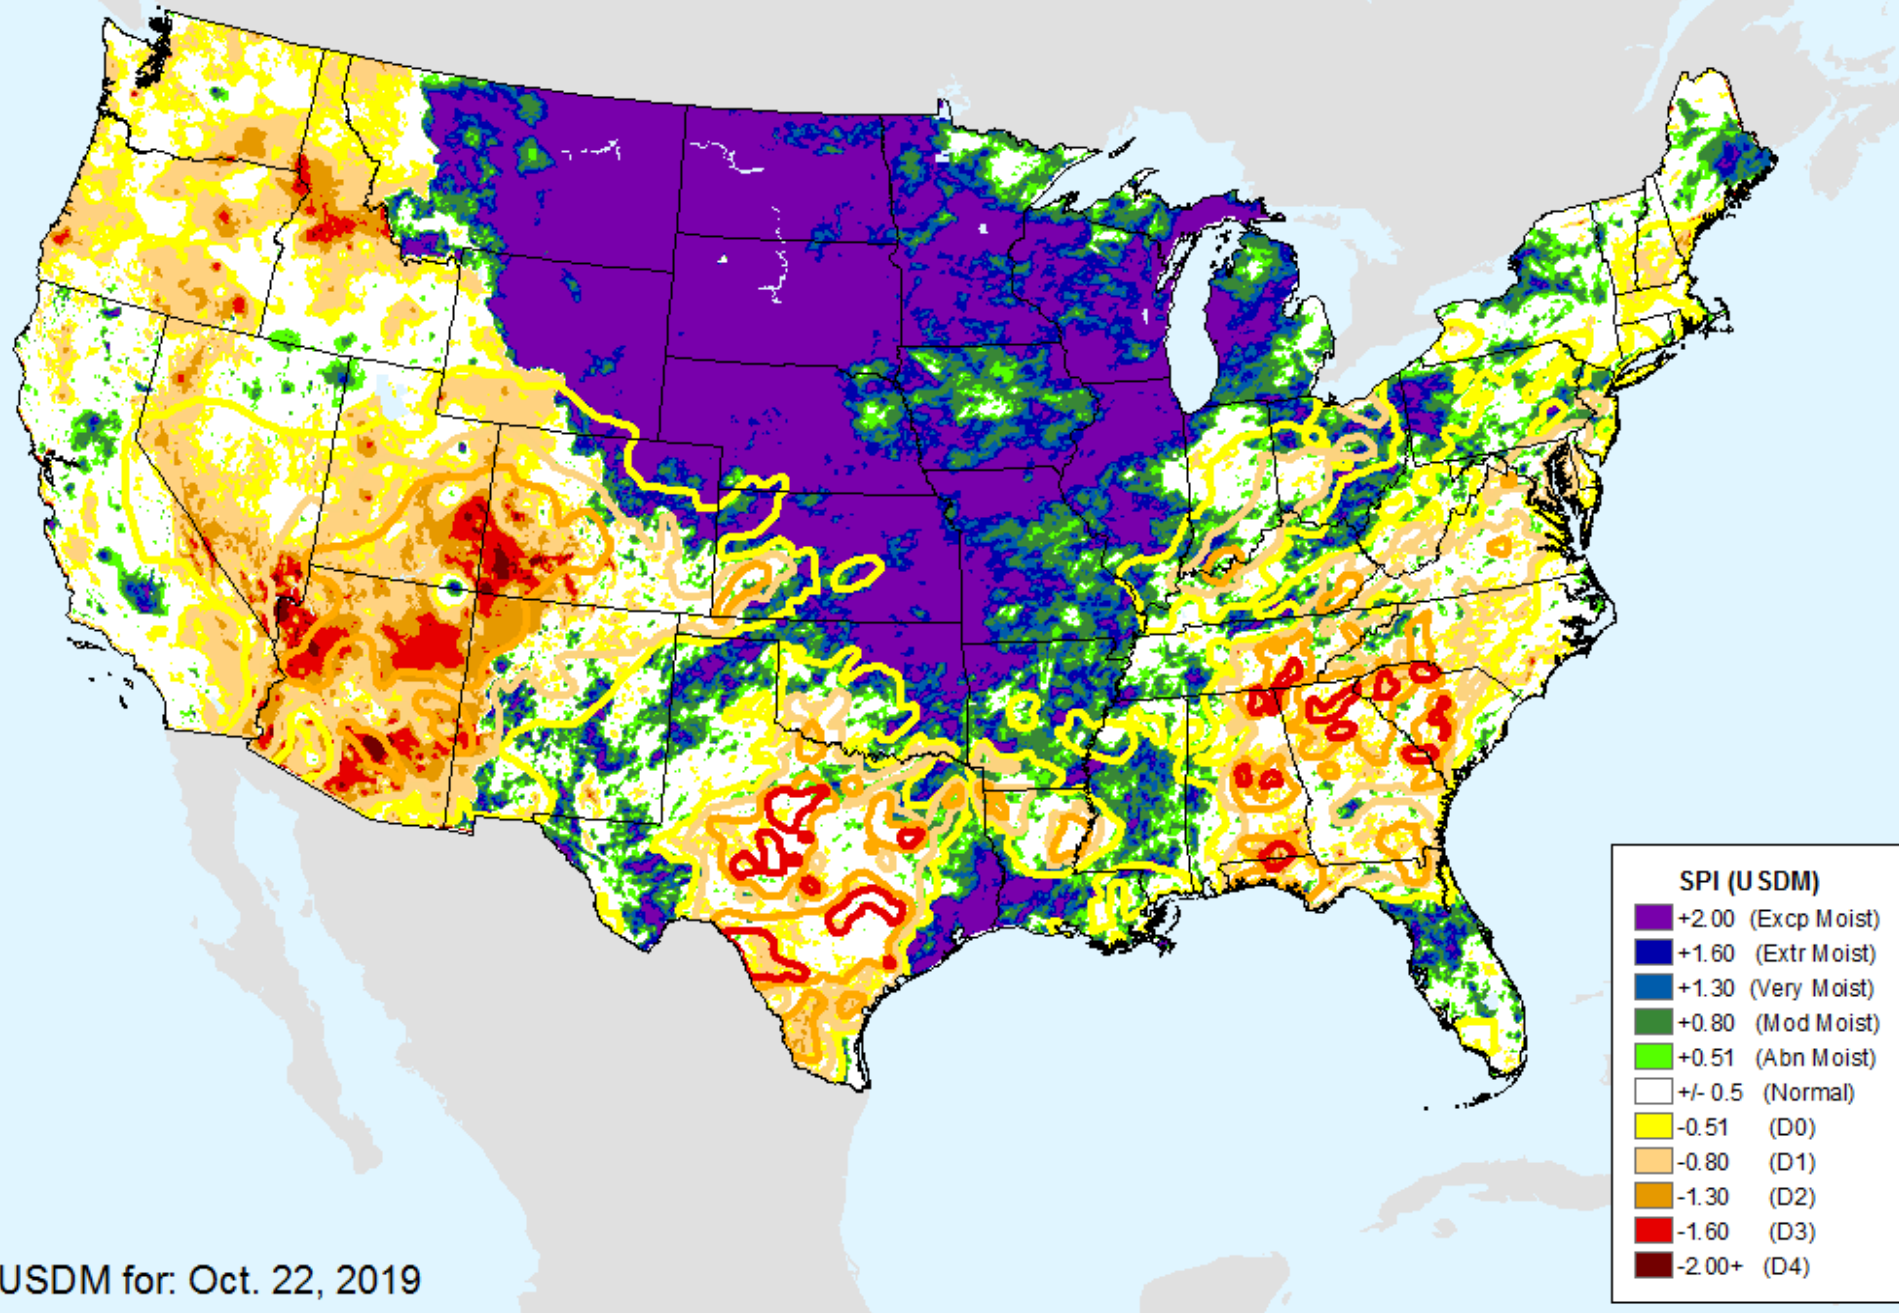 SPI (USDM)
+2.00 (Excp Moist)
+1.60 (Extr Moist)
+1.30 (Very Moist)
+0.80 (Mod Moist)
+0.51 (Abn Moist)
+/- 0.5 (Normal)
-0.51 (D0)
-0.80 (D1)
-1.30 (D2)
-1.60 (D3)
-2.00+ (D4)
USDM for: Oct. 22, 2019